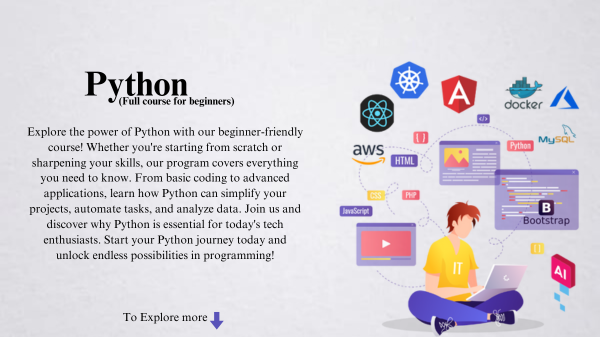 Python
(Full course for beginners)
Explore the power of Python with our beginner-friendly
course! Whether you're starting from scratch or
sharpening your skills, our program covers everything
you need to know. From basic coding to advanced
applications, learn how Python can simplify your
projects, automate tasks, and analyze data. Join us and
discover why Python is essential for today's tech
enthusiasts. Start your Python journey today and
unlock endless possibilities in programming!
To Explore more
docker
MySQL
aws
HTML
</>
{ }
Python
PHP
JavaScript
B
Bootstrap
IT
AI
A